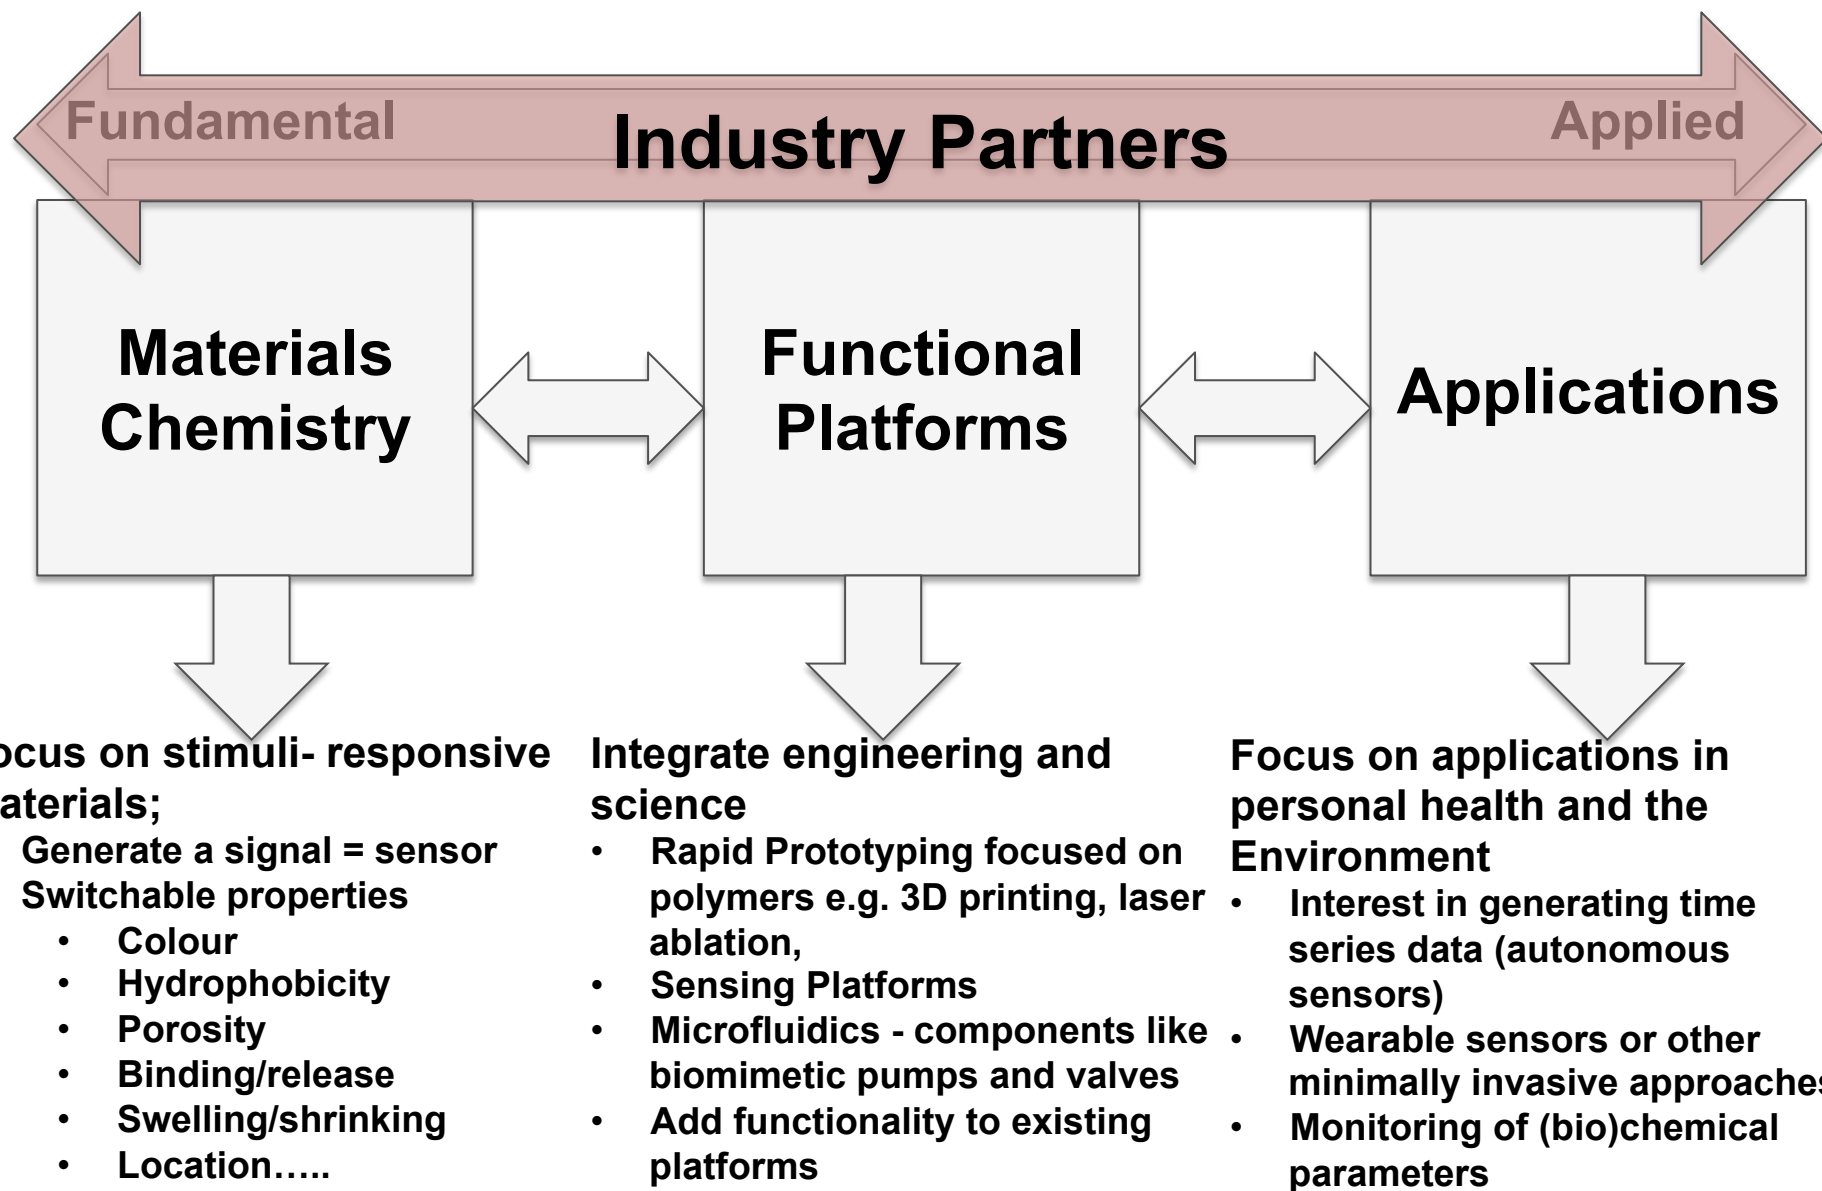 Fundamental
Industry Partners
Applied
Materials
Chemistry
Functional
Platforms
Applications
ocus on stimuli- responsive
aterials;
Generate a signal = sensor
Switchable properties
• Colour
• Hydrophobicity
• Porosity
• Binding/release
• Swelling/shrinking
• Location…..
Integrate engineering and
science
• Rapid Prototyping focused on
polymers e.g. 3D printing, laser
ablation,
• Sensing Platforms
• Microfluidics - components like
biomimetic pumps and valves
• Add functionality to existing
platforms
Focus on applications in
personal health and the
Environment
• Interest in generating time
series data (autonomous
sensors)
• Wearable sensors or other
minimally invasive approaches
• Monitoring of (bio)chemical
parameters